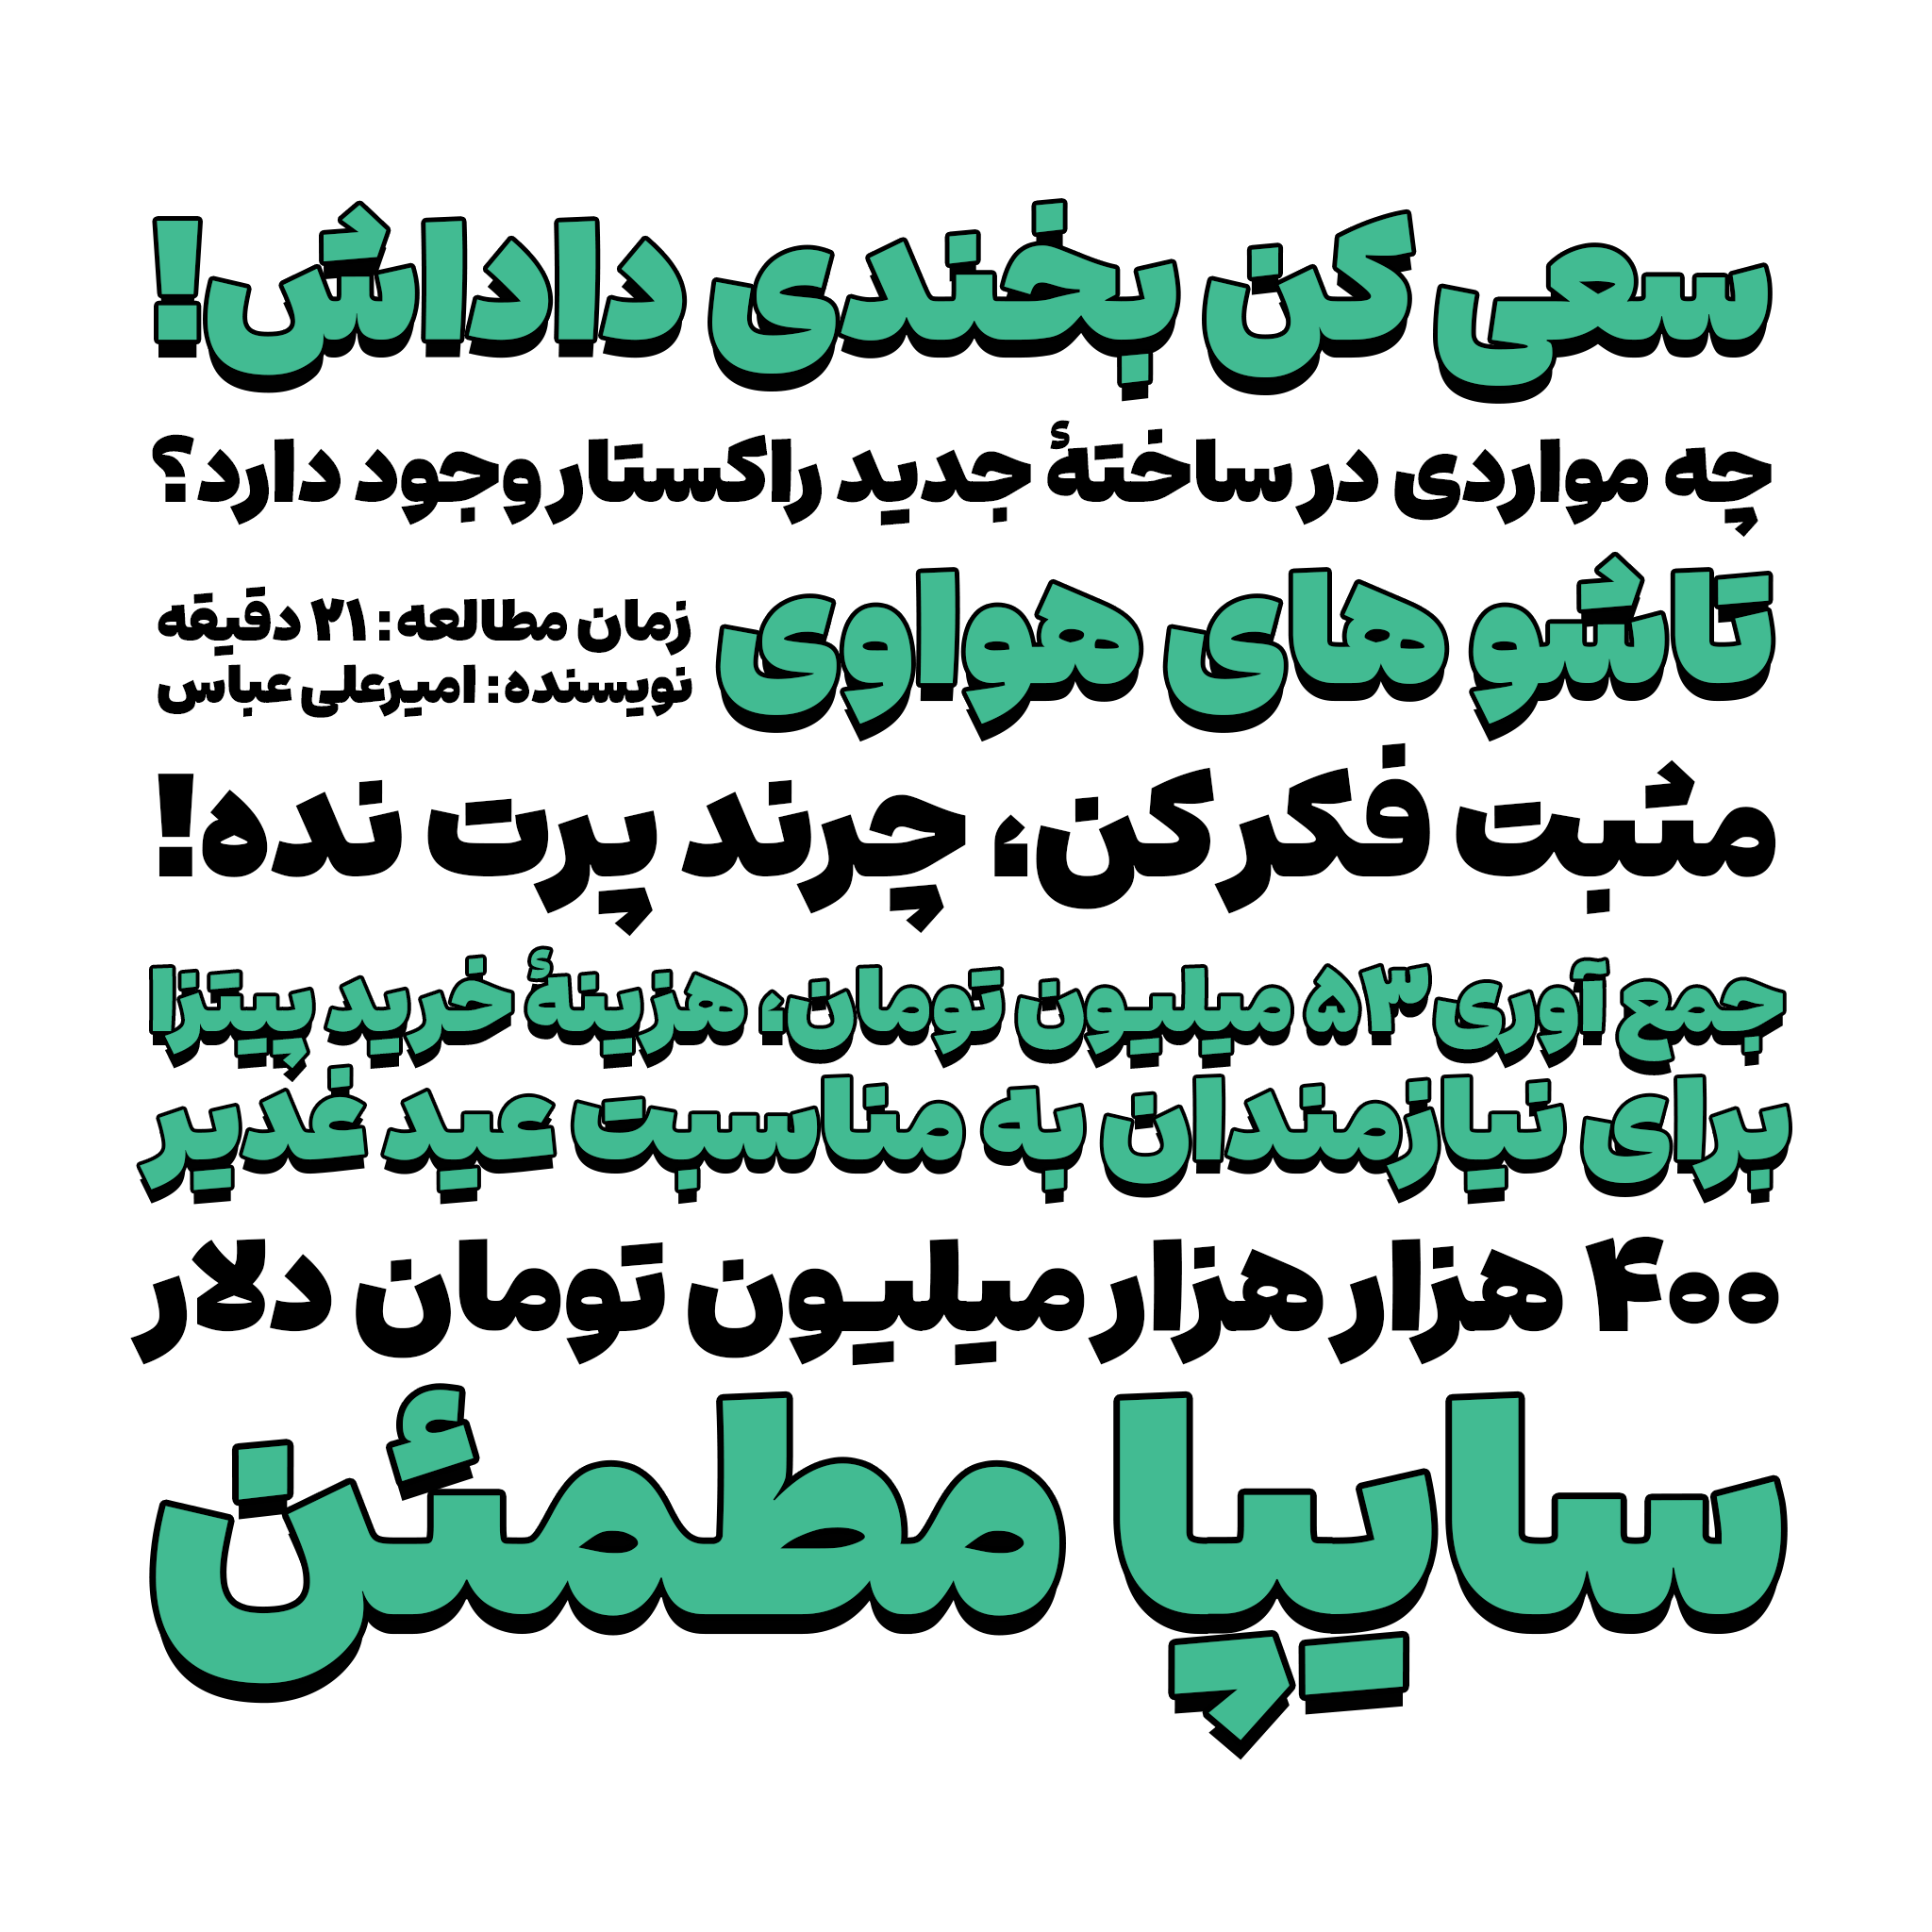 سعی کن بخندی داداش!
چه مواردی در ساختهٔ جدید راکستار وجود دارد؟
تاشوهای هواوی
زمان مطالعه: ۲۱ دقیقه
نویسنده: امیرعلی عباس
مثبت فکر کن؛ چرند پرت نده!
جمع‌آوری ۵۳ میلیون تومان، هزینهٔ خرید پیتزا
برای نیازمندان به مناسبت عید غدیر
۴۰۰ هزار هزار میلیون تومان دلار
سایپا مطمئن